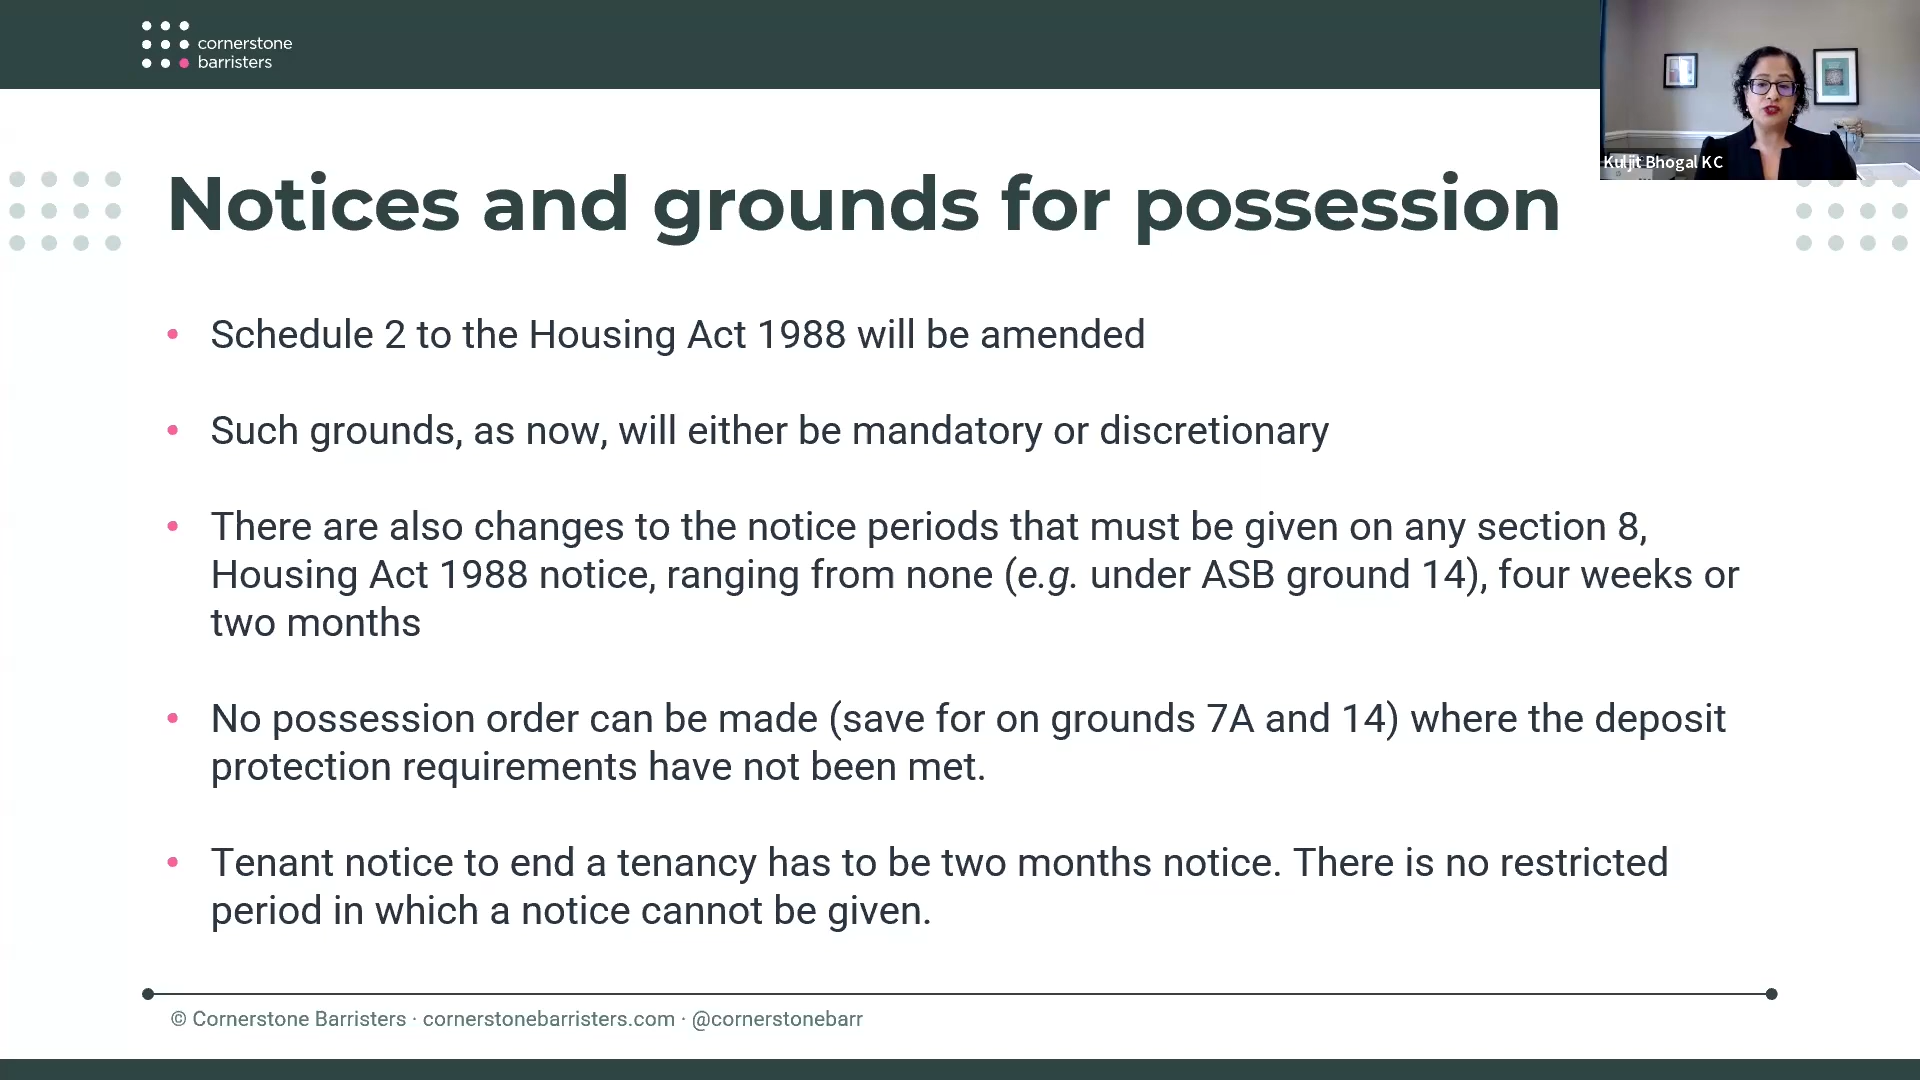 cornerstone
barristers
Kuljit Bhogal KC
Notices and grounds for possession
• Schedule 2 to the Housing Act 1988 will be amended
• Such grounds, as now, will either be mandatory or discretionary
• There are also changes to the notice periods that must be given on any section 8,
Housing Act 1988 notice, ranging from none (e.g. under ASB ground 14), four weeks or
two months
• No possession order can be made (save for on grounds 7A and 14) where the deposit
protection requirements have not been met.
• Tenant notice to end a tenancy has to be two months notice. There is no restricted
period in which a notice cannot be given.
© Cornerstone Barristers · cornerstonebarristers.com · @cornerstonebarr